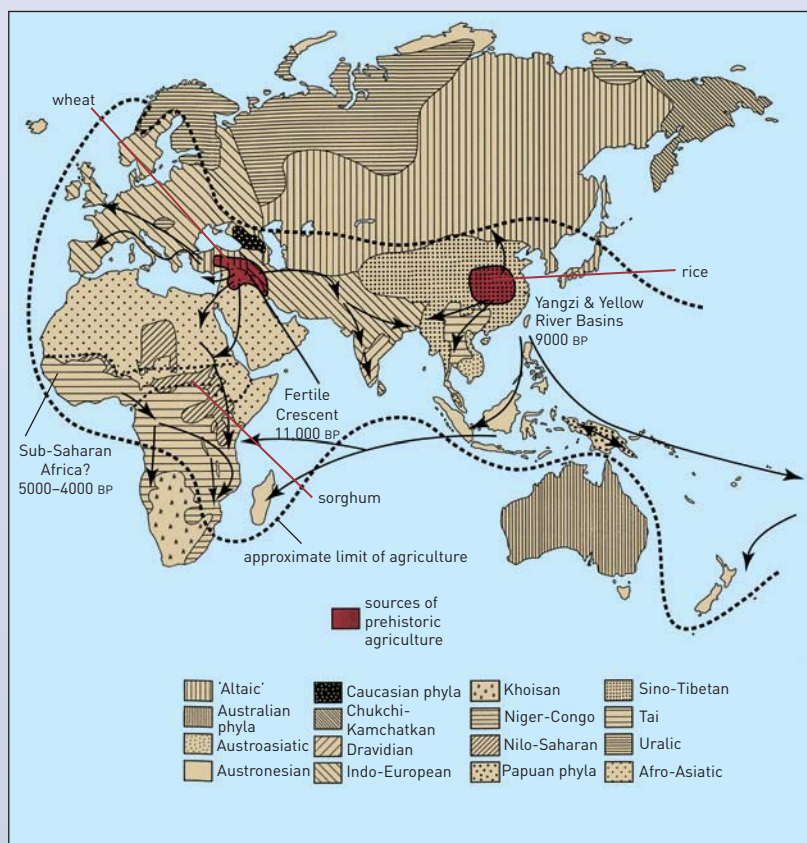 wheat
rice
Yangzi & Yellow
River Basins
9000 BP
Fertile
Crescent
11,000 BP
Sub-Saharan
Africa?
5000–4000 BP
sorghum
approximate limit of agriculture
sources of
prehistoric
agriculture
'Altaic'
Australian
phyla
Austroasiatic
Austronesian
Caucasian phyla
Chukchi-
Kamchatkan
Dravidian
Indo-European
Khoisan
Niger-Congo
Nilo-Saharan
Papuan phyla
Sino-Tibetan
Tai
Uralic
Afro-Asiatic